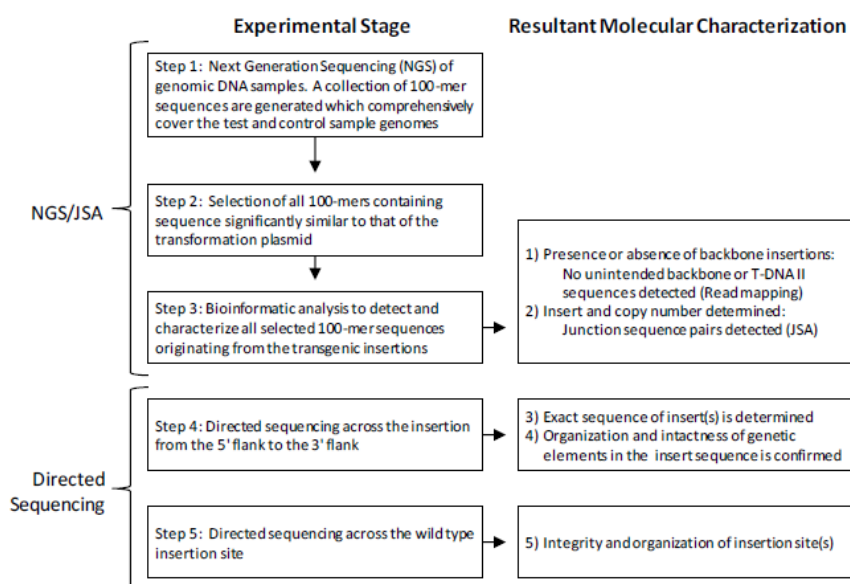 Experimental Stage
Resultant Molecular Characterization
NGS/JSA
Step 1: Next Generation Sequencing (NGS) of
genomic DNA samples. A collection of 100-mer
sequences are generated which comprehensively
cover the test and control sample genomes
Step 2: Selection of all 100-mers containing
sequence significantly similar to that of the
transformation plasmid
Step 3: Bioinformatic analysis to detect and
characterize all selected 100-mer sequences
originating from the transgenic insertions
1) Presence or absence of backbone insertions:
No unintended backbone or T-DNA II
sequences detected (Read mapping)
2) Insert and copy number determined:
Junction sequence pairs detected (JSA)
Directed
Sequencing
Step 4: Directed sequencing across the insertion
from the 5' flank to the 3' flank
3) Exact sequence of insert(s) is determined
4) Organization and intactness of genetic
elements in the insert sequence is confirmed
Step 5: Directed sequencing across the wild type
insertion site
5) Integrity and organization of insertion site(s)